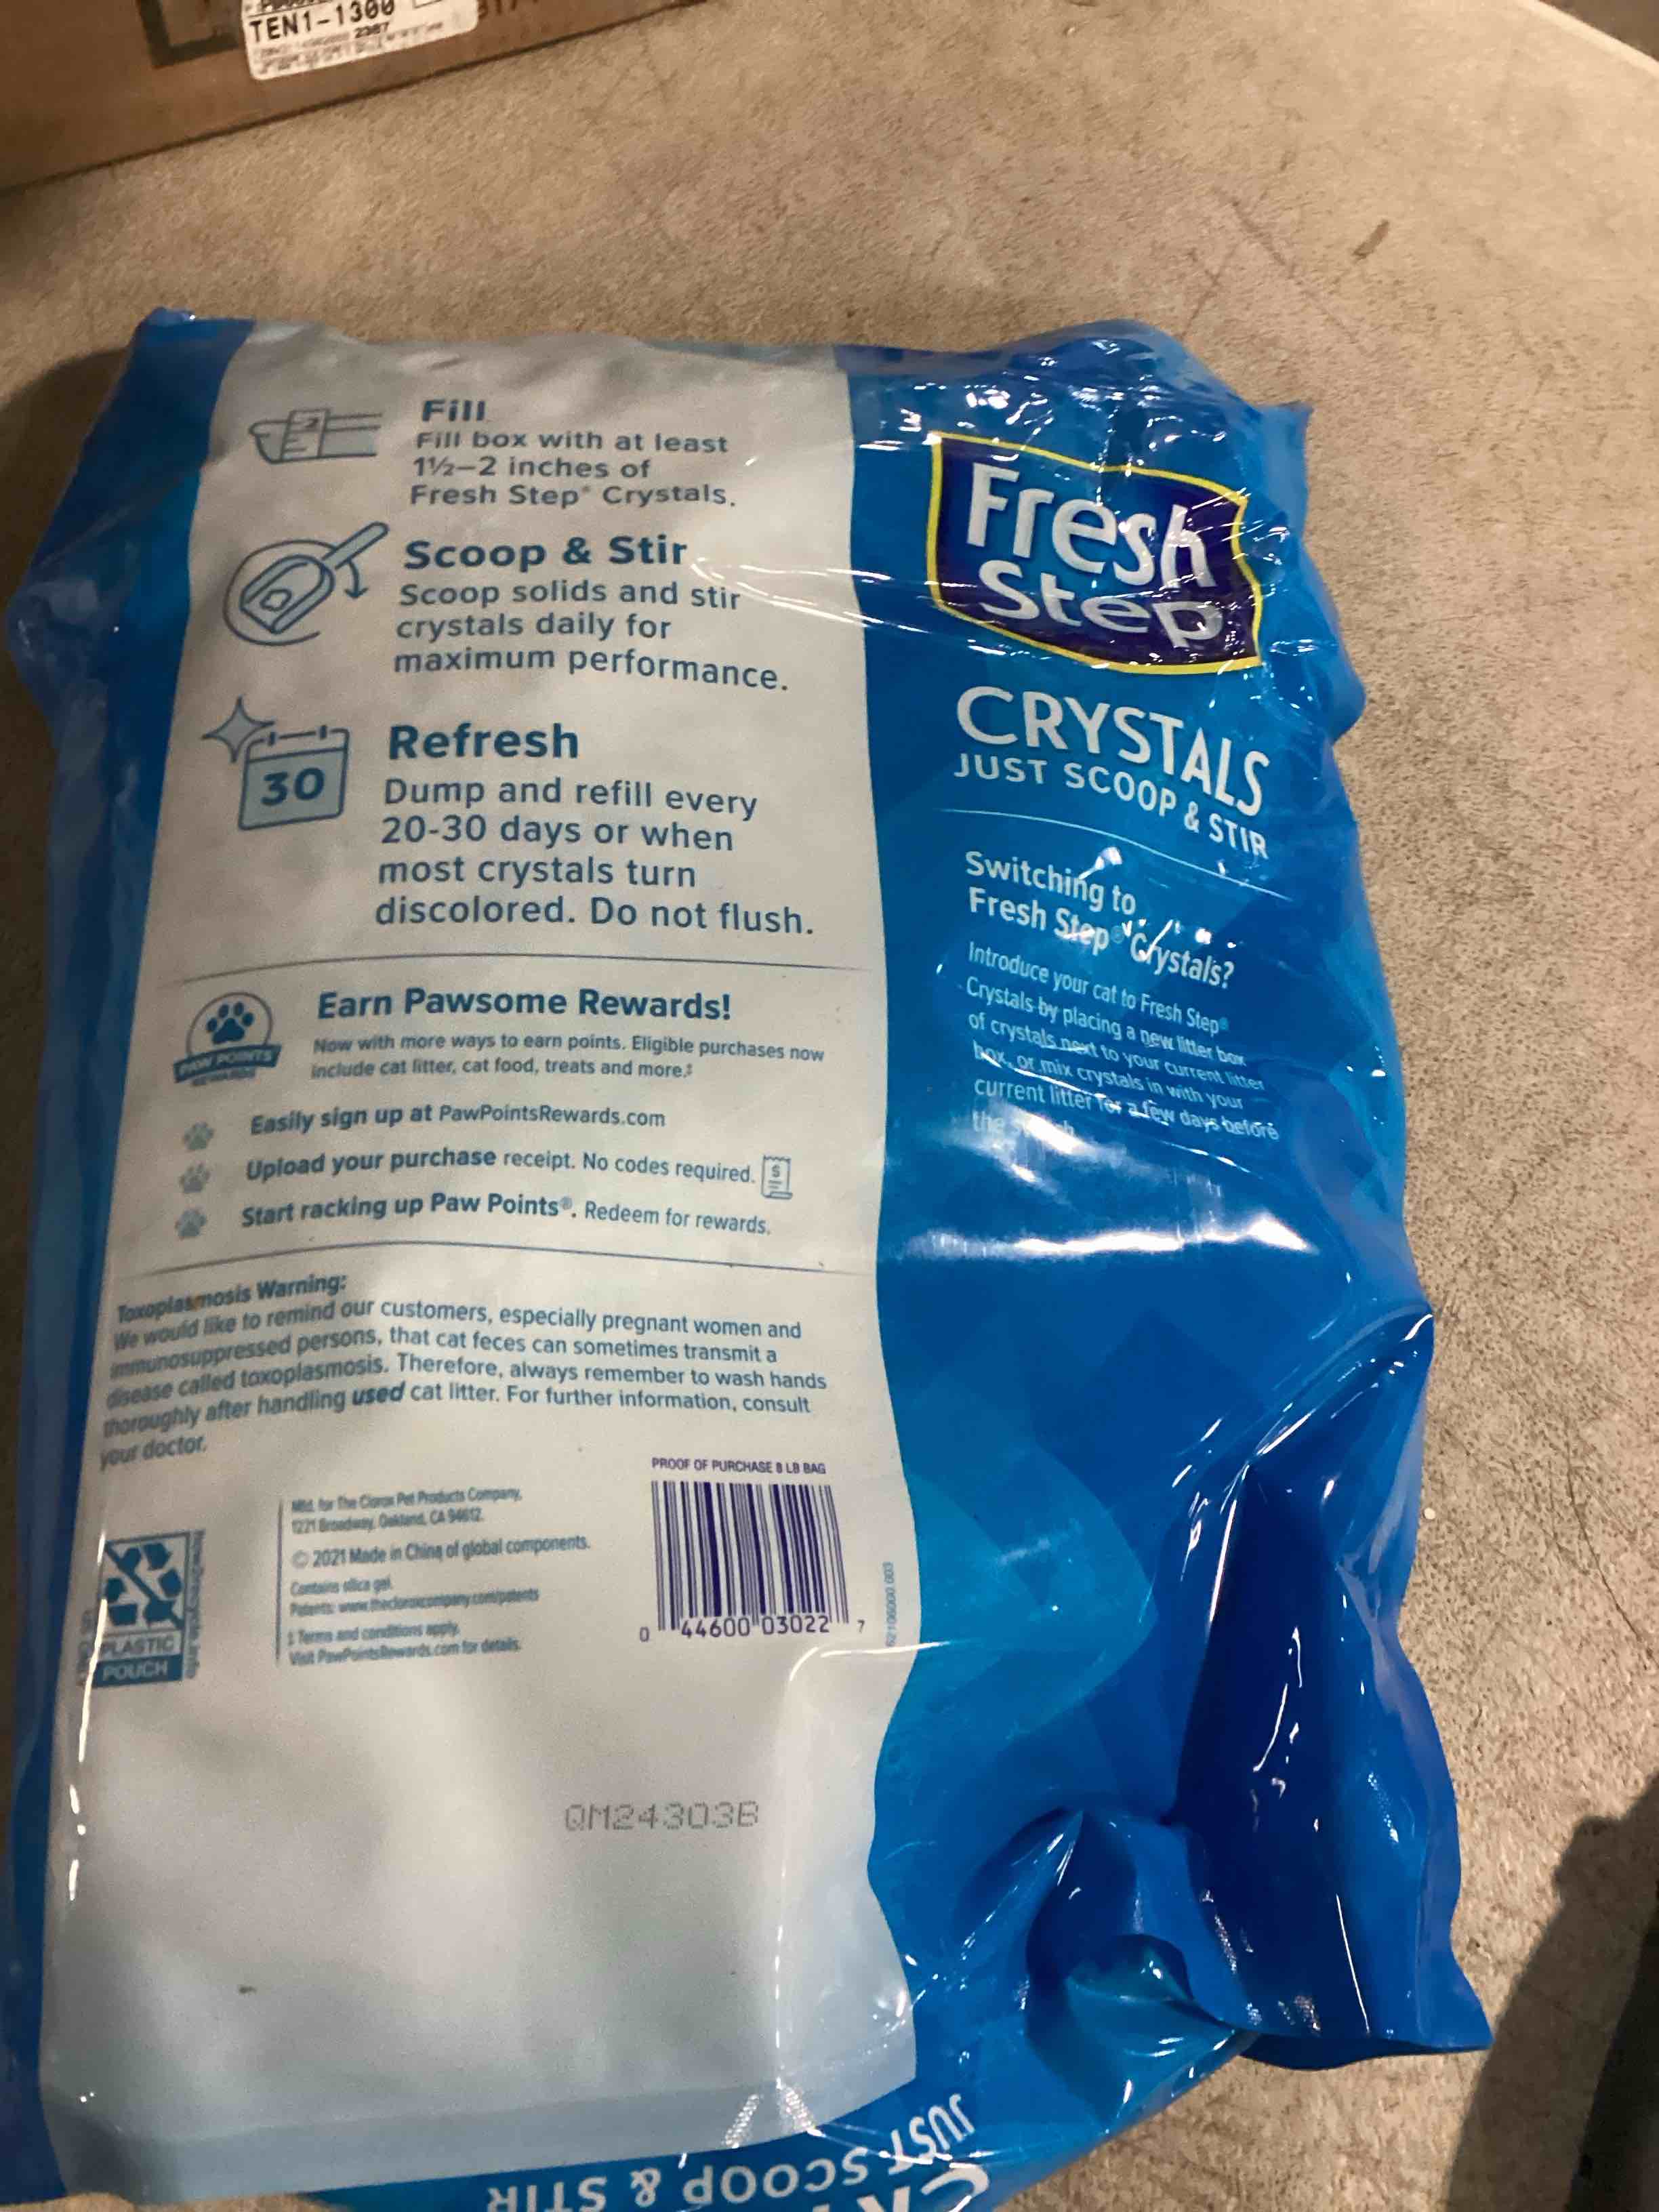 TEN1-1300
2387
Fill
Fill box with at least
1½–2 inches of
Fresh Step® Crystals.
Scoop & Stir
Scoop solids and stir
crystals daily for
maximum performance.
30
Refresh
Dump and refill every
20-30 days or when
most crystals turn
discolored. Do not flush.
PAW POINTS
REWARDS
Earn Pawsome Rewards!
Now with more ways to earn points. Eligible purchases now
include cat litter, cat food, treats and more.‡
Easily sign up at PawPointsRewards.com
Upload your purchase receipt. No codes required.
Start racking up Paw Points®. Redeem for rewards.
Toxoplasmosis Warning:
We would like to remind our customers, especially pregnant women and
immunosuppressed persons, that cat feces can sometimes transmit a
disease called toxoplasmosis. Therefore, always remember to wash hands
thoroughly after handling used cat litter. For further information, consult
your doctor.
PLASTIC
POUCH
how2recycle.info
Mfd. for The Clorox Pet Products Company,
1221 Broadway, Oakland, CA 94612.
© 2021 Made in China of global components.
Contains silica gel.
Patents: www.thecloroxcompany.com/patents
‡ Terms and conditions apply.
Visit PawPointsRewards.com for details.
PROOF OF PURCHASE 8 LB BAG
0 44600 03022 7
62106000.003
QM24303B
Fresh
Step
CRYSTALS
JUST SCOOP & STIR
Switching to
Fresh Step® Crystals?
Introduce your cat to Fresh Step®
Crystals by placing a new litter box
of crystals next to your current litter
box, or mix crystals in with your
current litter for a few days before
the
JUST SCOOP & STIR